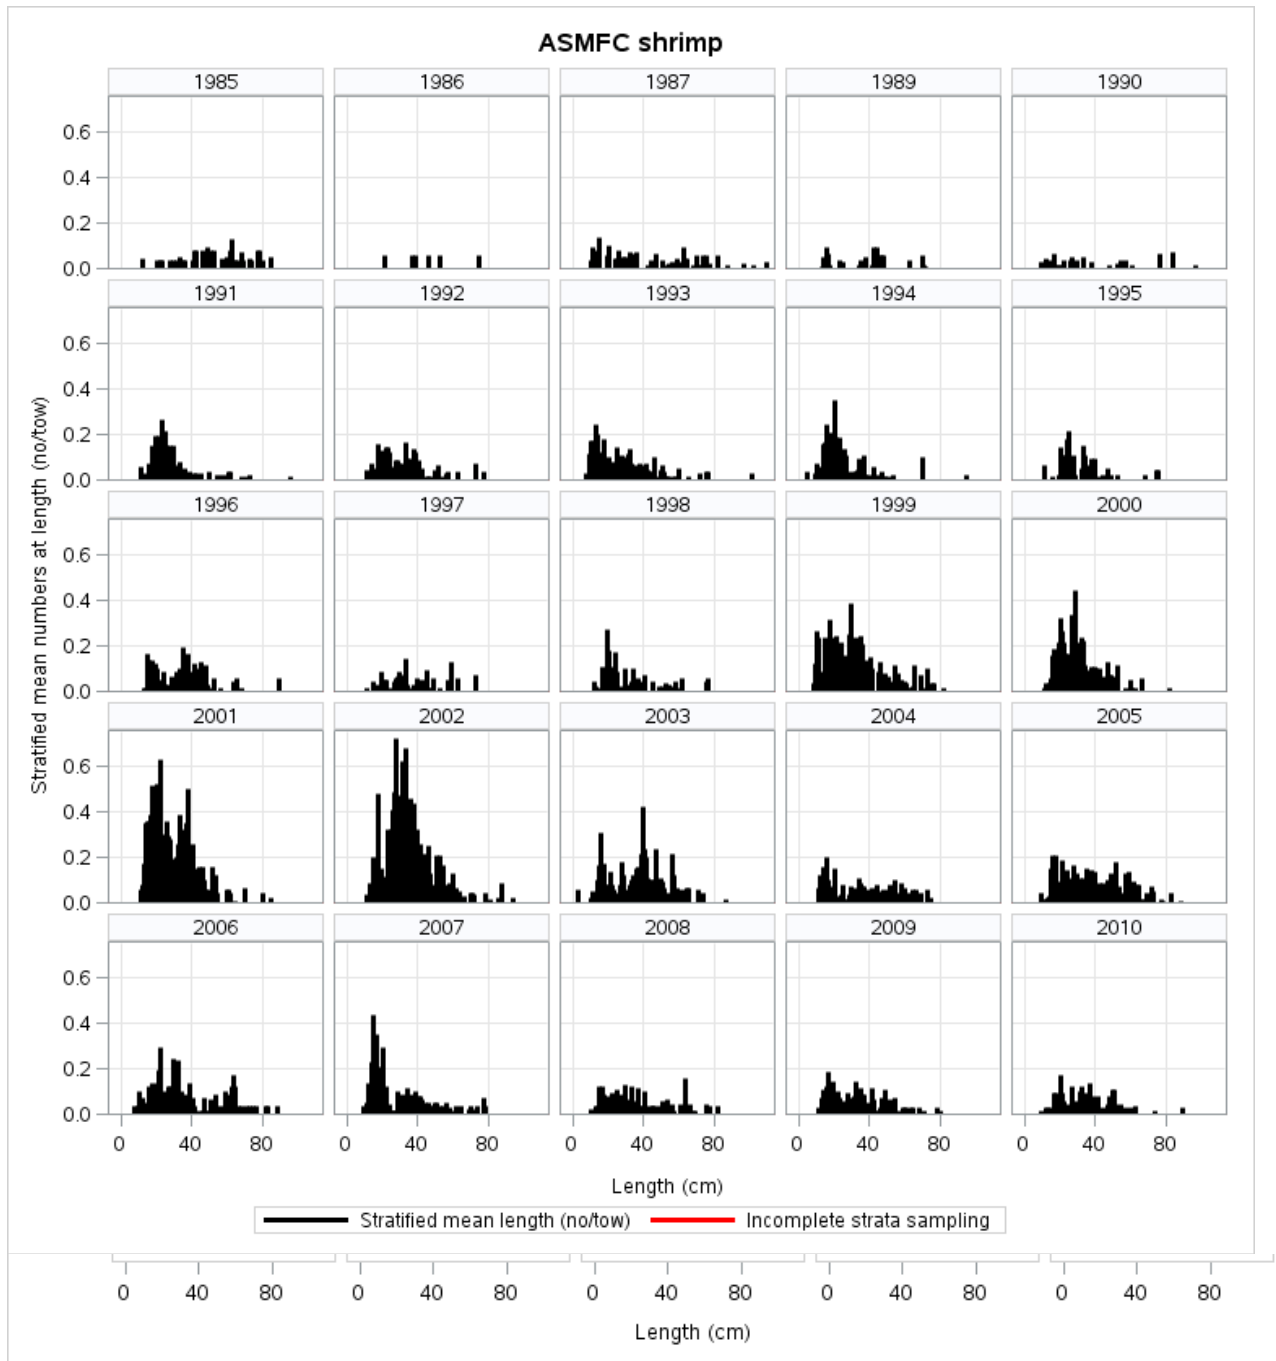 ASMFC shrimp
1985 1986 1987 1989 1990
0.6
0.4
0.2
0.0
1991 1992 1993 1994 1995
0.6
0.4
0.2
0.0
1996 1997 1998 1999 2000
0.6
0.4
0.2
0.0
2001 2002 2003 2004 2005
0.6
0.4
0.2
0.0
2006 2007 2008 2009 2010
0.6
0.4
0.2
0.0
Stratified mean numbers at length (no/tow)
0 40 80 0 40 80 0 40 80 0 40 80 0 40 80
Length (cm)
Stratified mean length (no/tow) Incomplete strata sampling
0 40 80 0 40 80 0 40 80 0 40 80 0 40 80
Length (cm)